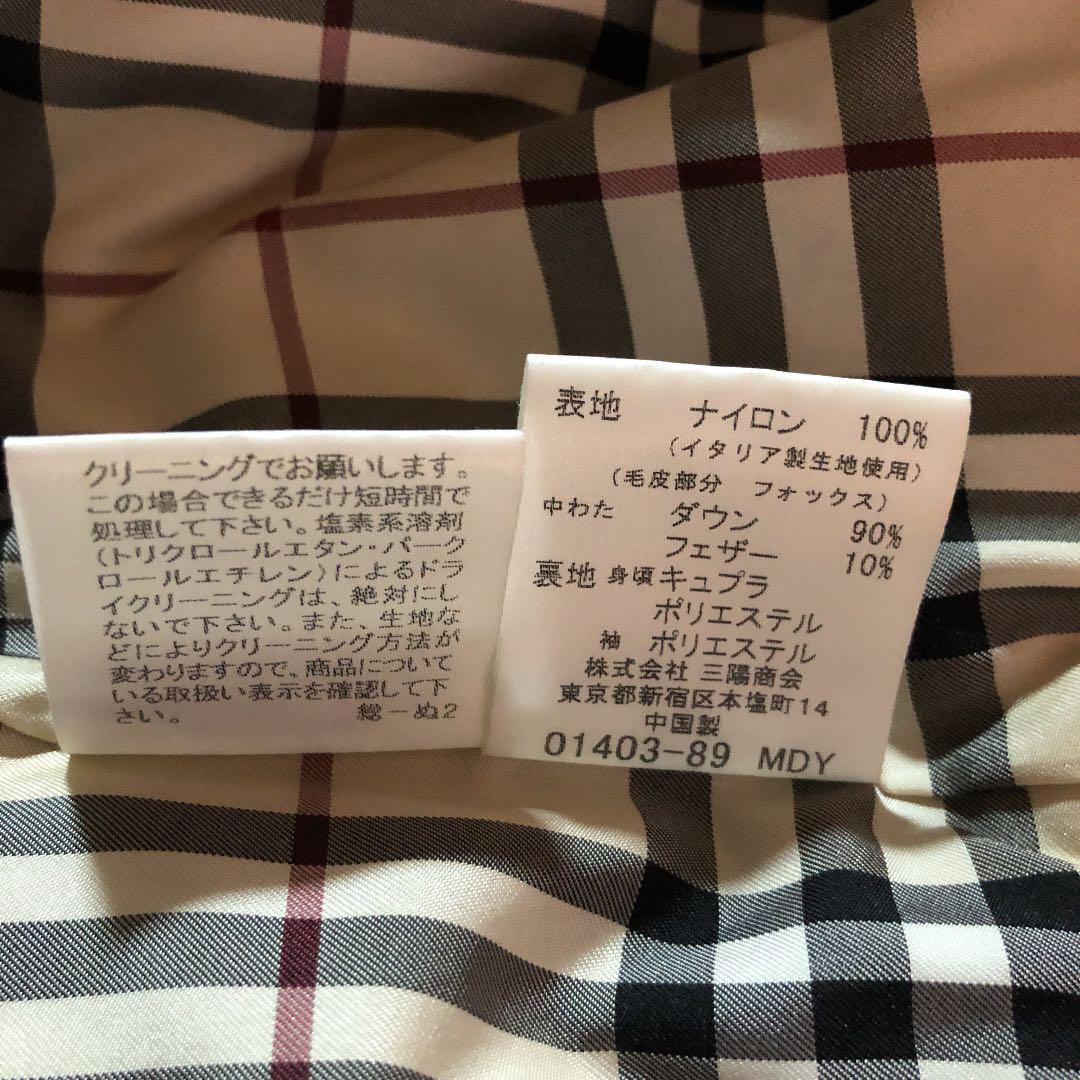 クリーニングでお願いします。
この場合できるだけ短時間で
処理して下さい。塩素系溶剤
(トリクロールエタン・パーク
ロールエチレン)によるドラ
イクリーニングは、絶対にし
ないで下さい。また、生地な
どによりクリーニング方法が
変わりますので、商品について
いる取扱い表示を確認して下
さい。 総ーぬ2
表地 ナイロン 100%
(イタリア製生地使用)
(毛皮部分 フォックス)
中わた ダウン 90%
フェザー 10%
裏地 身頃 キュプラ
ポリエステル
袖 ポリエステル
株式会社 三陽商会
東京都新宿区本塩町14
中国製
01403-89 MDY